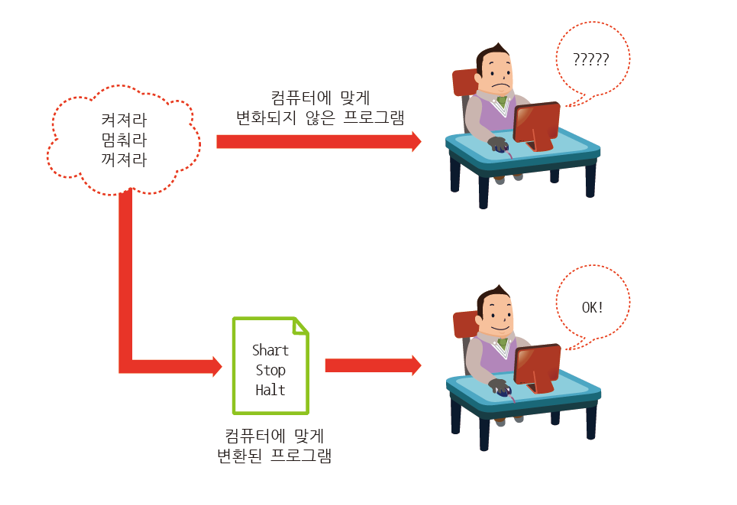 켜져라
멈춰라
꺼져라
컴퓨터에 맞게
변화되지 않은 프로그램
?????
Shart
Stop
Halt
컴퓨터에 맞게
변환된 프로그램
OK!